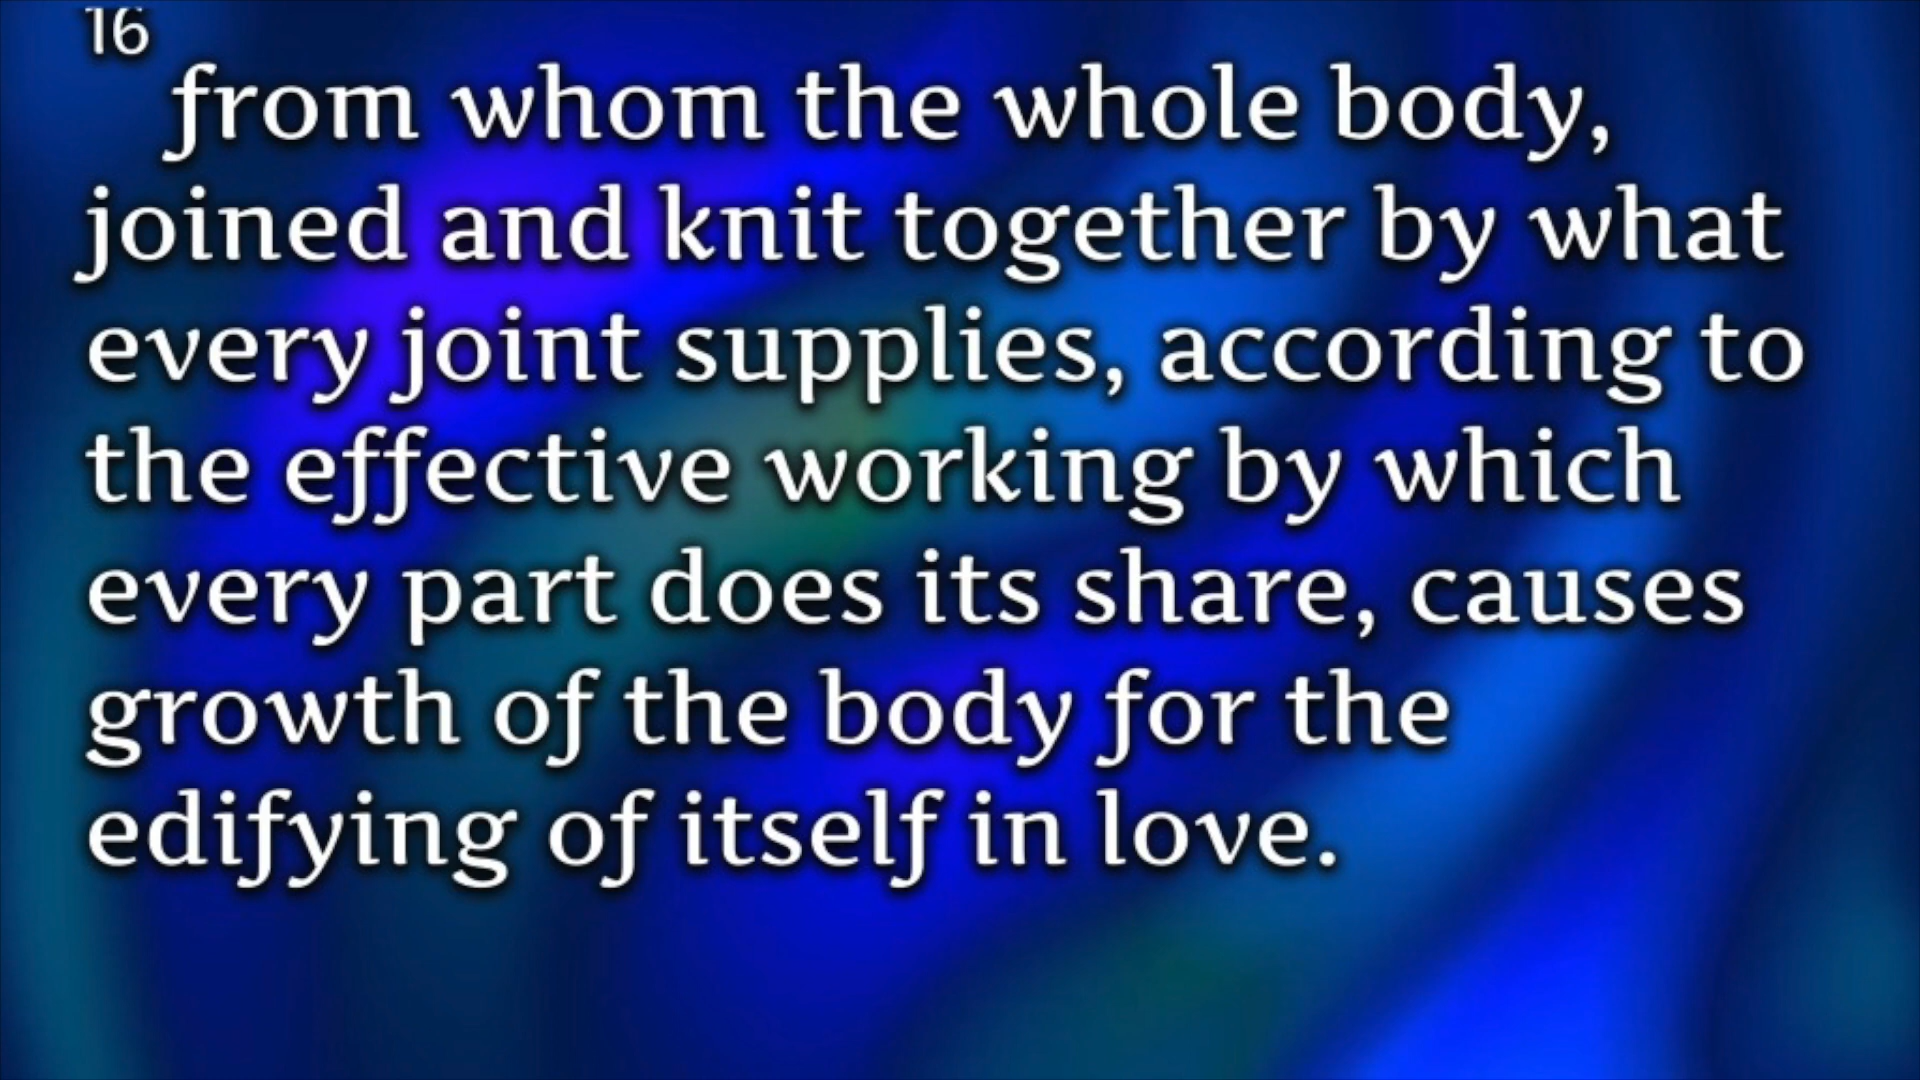 16
from whom the whole body,
joined and knit together by what
every joint supplies, according to
the effective working by which
every part does its share, causes
growth of the body for the
edifying of itself in love.